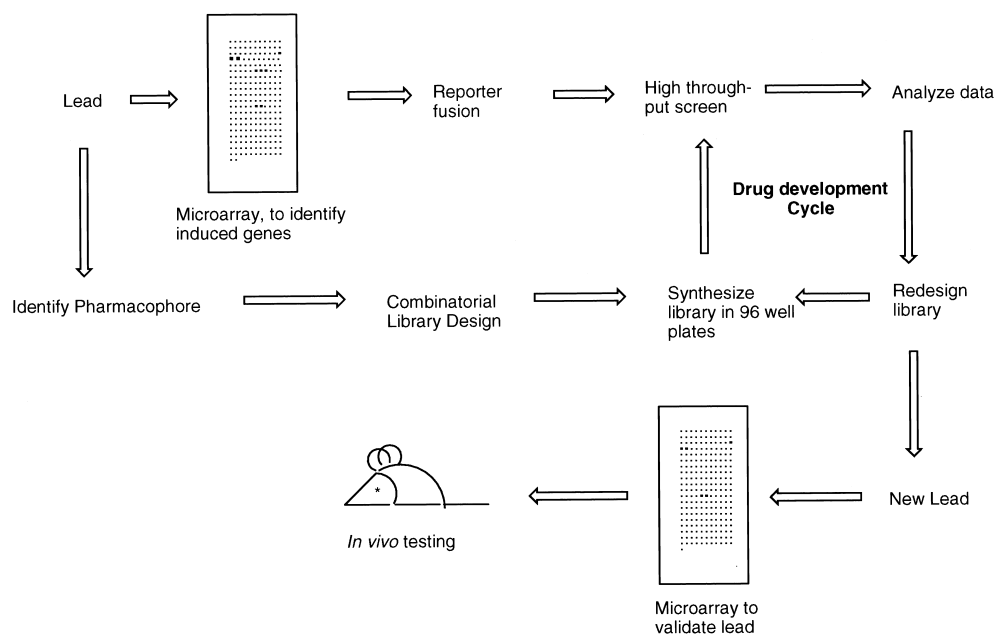 Lead
Microarray, to identify
induced genes
Reporter
fusion
High through-
put screen
Analyze data
Drug development
Cycle
Identify Pharmacophore
Combinatorial
Library Design
Synthesize
library in 96 well
plates
Redesign
library
New Lead
Microarray to
validate lead
In vivo testing